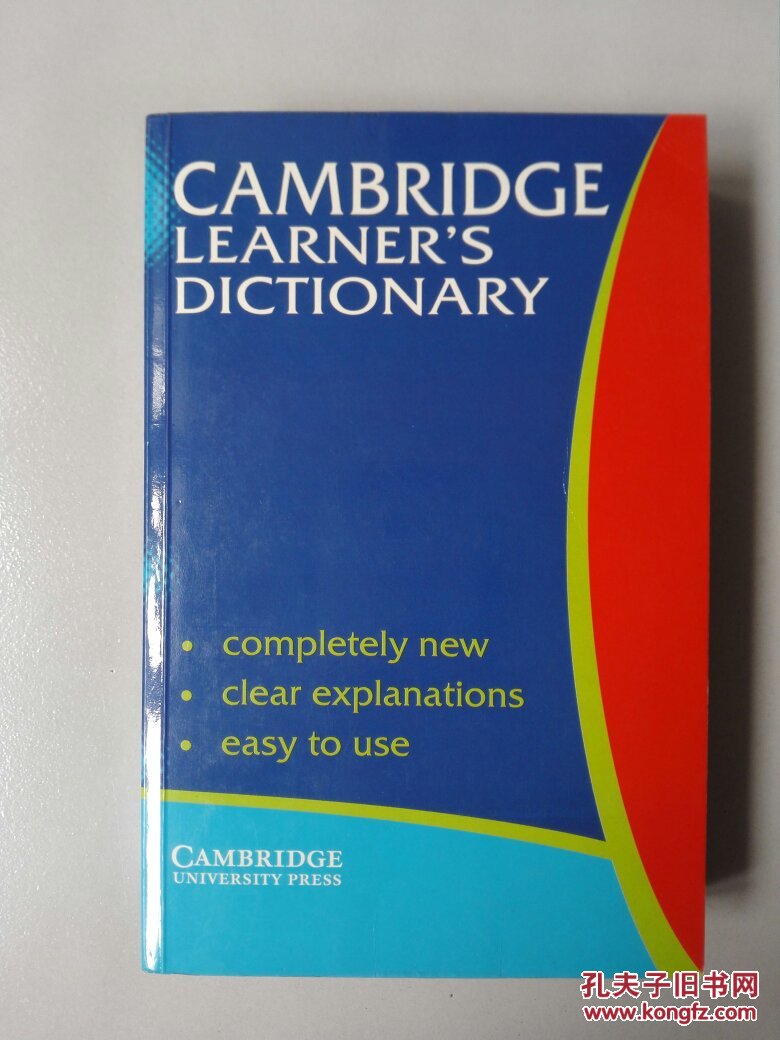 CAMBRIDGE
LEARNER'S
DICTIONARY
• completely new
• clear explanations
• easy to use
CAMBRIDGE
UNIVERSITY PRESS
孔夫子旧书网
www.kongfz.com